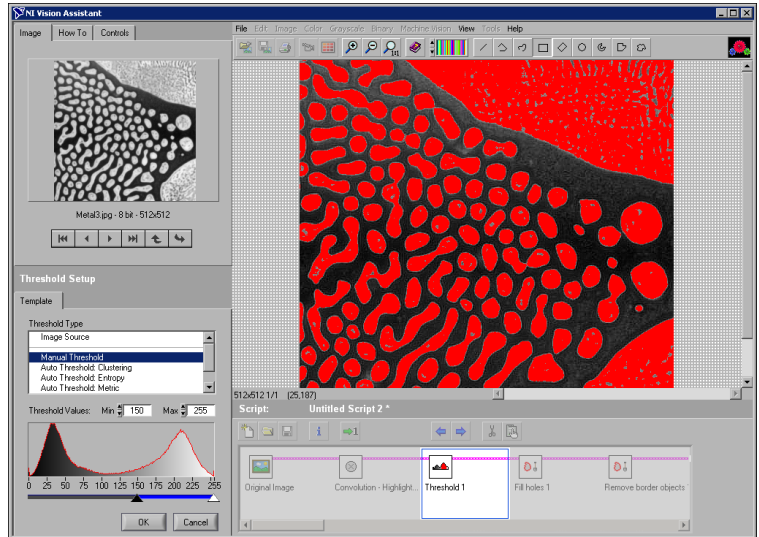 NI Vision Assistant
Image How To Controls
File Edit Image Color Grayscale Binary Machine Vision View Tools Help
1:1
Metal3.jpg - 8 bit - 512x512
Threshold Setup
Template
Threshold Type
Image Source
Manual Threshold
Auto Threshold: Clustering
Auto Threshold: Entropy
Auto Threshold: Metric
512x512 1/1 (25,187)
Threshold Values: Min 150 Max 255
Script: Untitled Script 2 *
0 25 50 75 100 125 150 175 200 225 255
Original Image
Convolution - Highlight...
Threshold 1
Fill holes 1
Remove border objects
OK Cancel